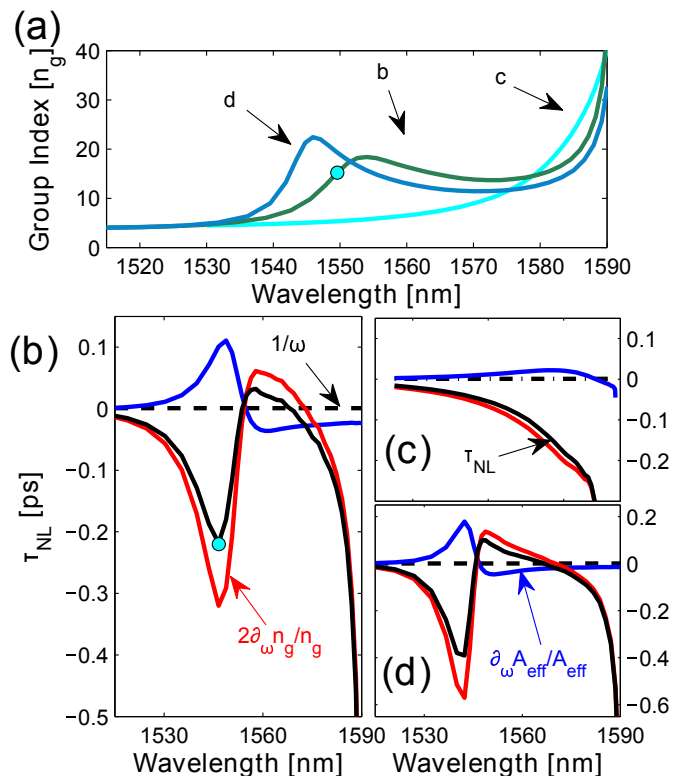 (a)
Group Index [n_g]
40
30
20
10
0
d
b
c
1520 1530 1540 1550 1560 1570 1580 1590
Wavelength [nm]
(b)
τ_NL [ps]
0.1
0
−0.1
−0.2
−0.3
−0.4
−0.5
1/ω
2∂_ωn_g/n_g
1530 1560 1590
Wavelength [nm]
(c)
0.1
0
−0.1
−0.2
τ_NL
(d)
0.2
0
−0.2
−0.4
−0.6
∂_ωA_eff/A_eff
1530 1560 1590
Wavelength [nm]